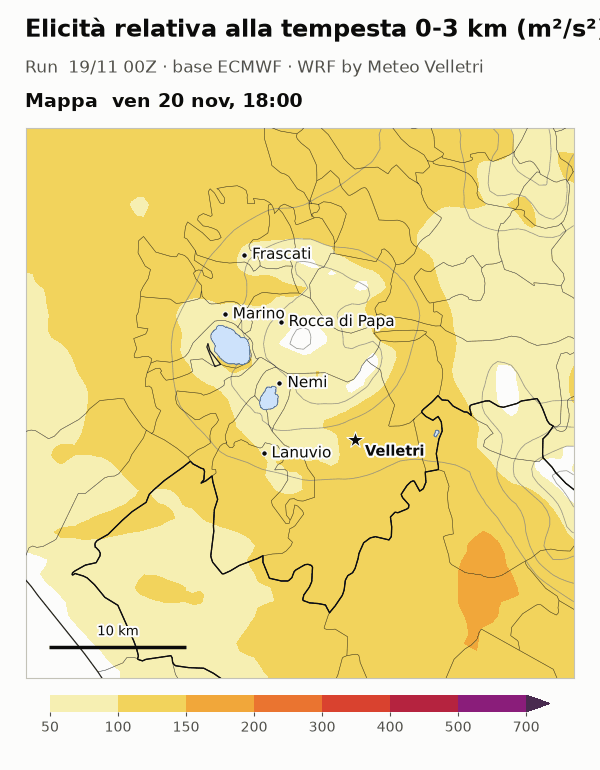 Elicità relativa alla tempesta 0-3 km (m²/s²)
Run  19/11 00Z · base ECMWF · WRF by Meteo Velletri
Mappa  ven 20 nov, 18:00
Frascati
Marino
Rocca di Papa
Nemi
Velletri
Lanuvio
10 km
50 100 150 200 300 400 500 700